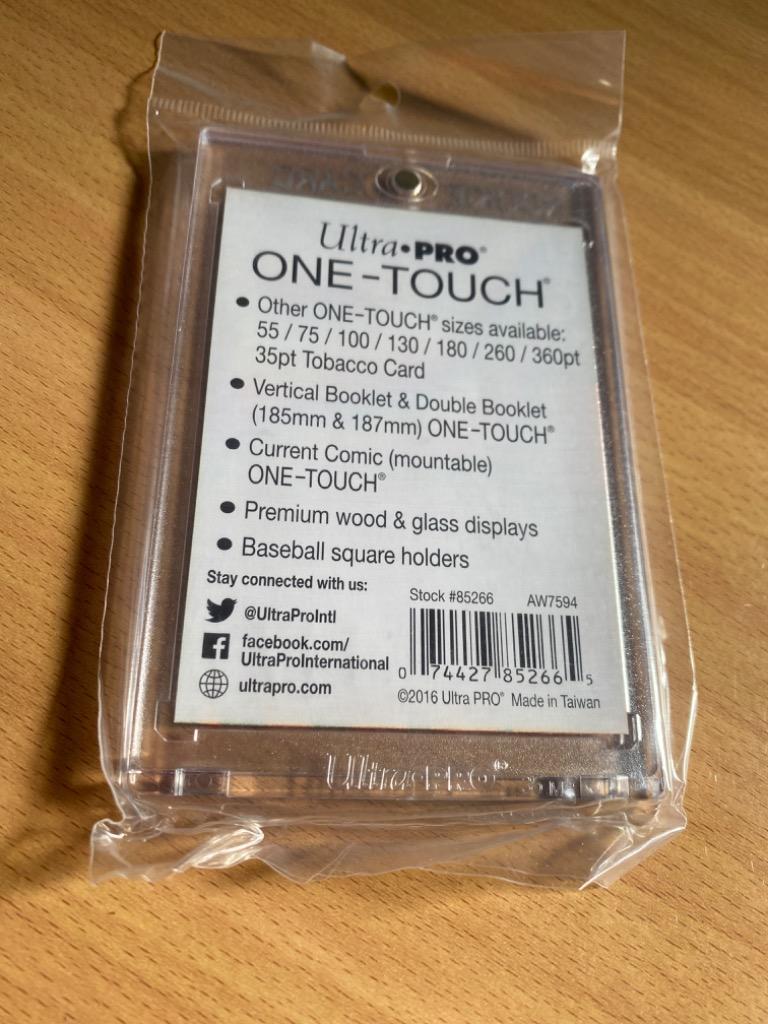 Ultra•PRO®
ONE-TOUCH®
• Other ONE-TOUCH® sizes available:
55 / 75 / 100 / 130 / 180 / 260 / 360pt
35pt Tobacco Card
• Vertical Booklet & Double Booklet
(185mm & 187mm) ONE-TOUCH®
• Current Comic (mountable)
ONE-TOUCH®
• Premium wood & glass displays
• Baseball square holders
Stay connected with us:
@UltraProIntl
facebook.com/
UltraProInternational
ultrapro.com
Stock #85266 AW7594
0 74427 85266 5
©2016 Ultra PRO® Made in Taiwan
Ultra•PRO®